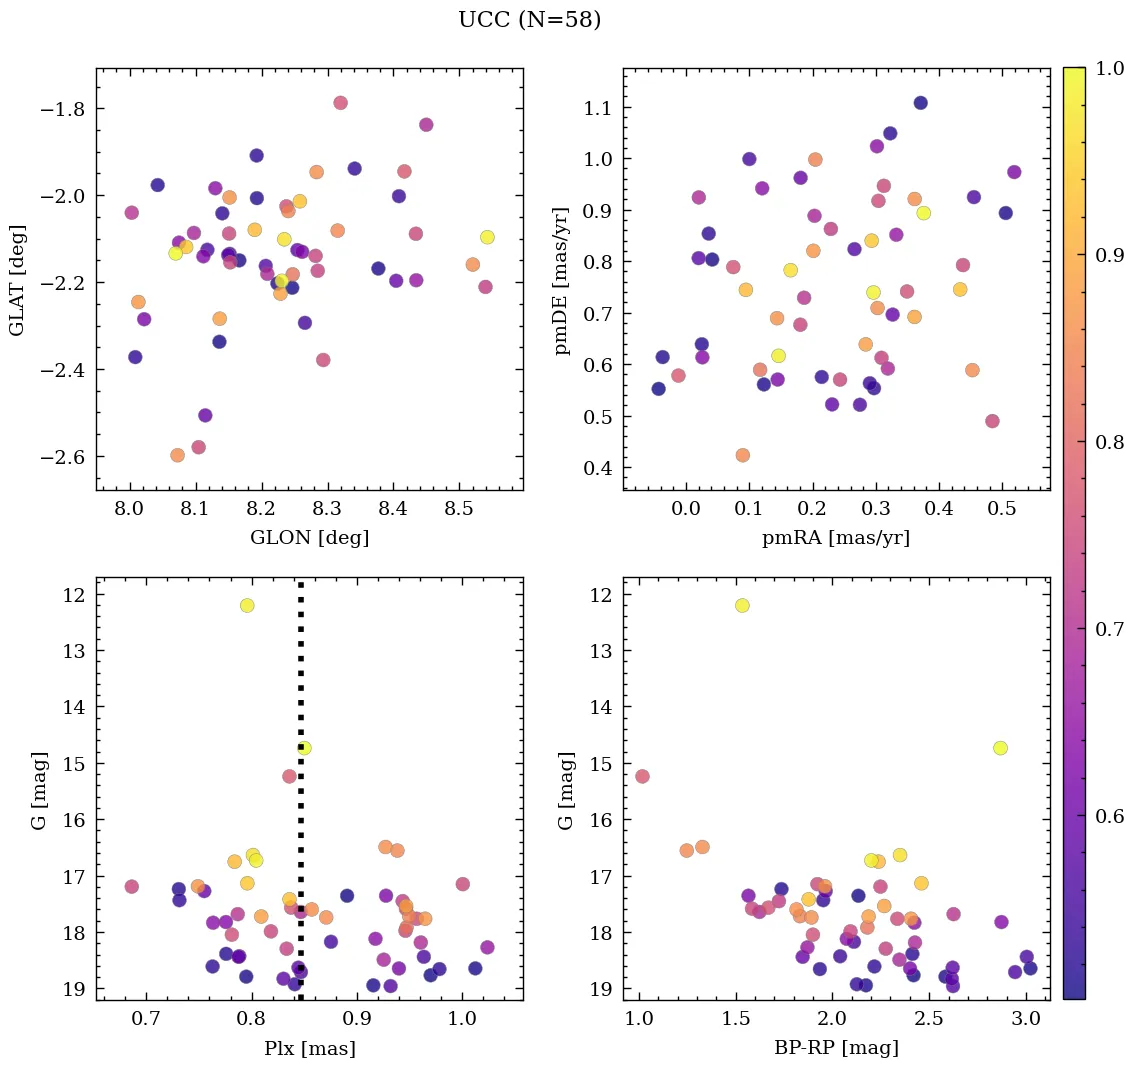 UCC (N=58)
−1.8
−2.0
−2.2
−2.4
−2.6
GLAT [deg]
8.0 8.1 8.2 8.3 8.4 8.5
GLON [deg]
1.1
1.0
0.9
0.8
0.7
0.6
0.5
0.4
pmDE [mas/yr]
0.0 0.1 0.2 0.3 0.4 0.5
pmRA [mas/yr]
12
13
14
15
16
17
18
19
G [mag]
0.7 0.8 0.9 1.0
Plx [mas]
12
13
14
15
16
17
18
19
G [mag]
1.0 1.5 2.0 2.5 3.0
BP-RP [mag]
1.0
0.9
0.8
0.7
0.6